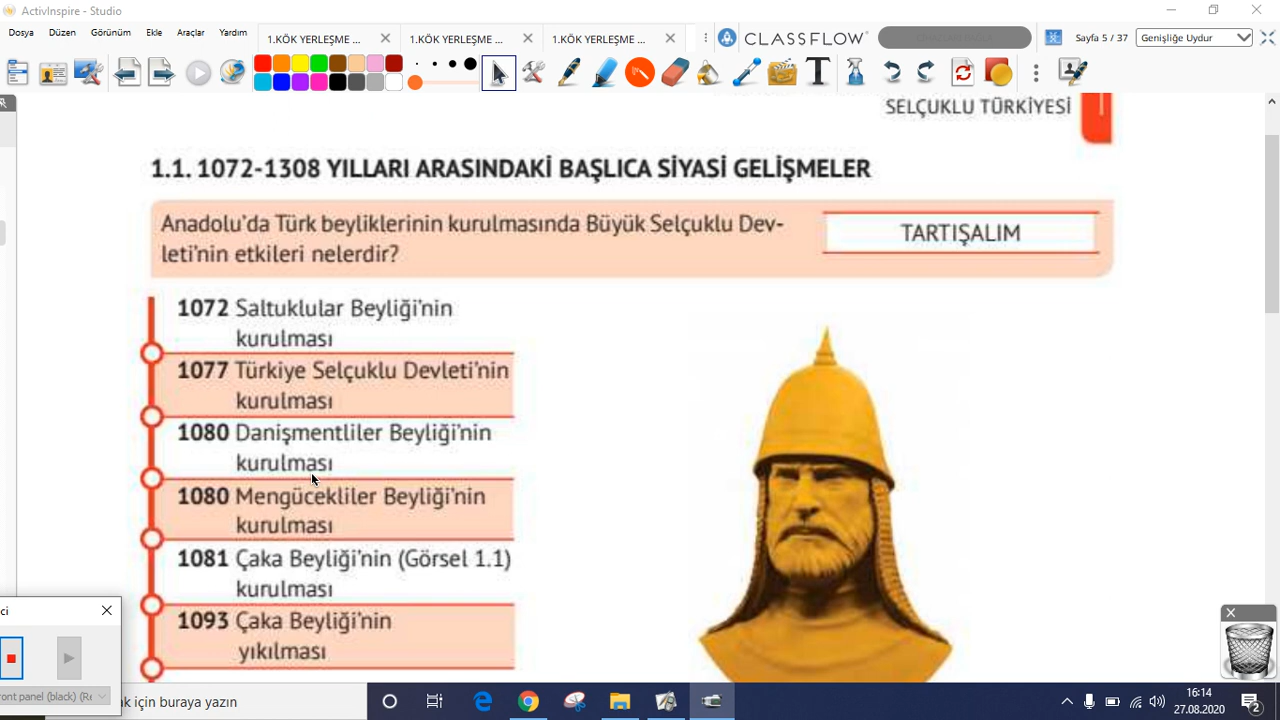 ActivInspire - Studio
Dosya Düzen Görünüm Ekle Araçlar Yardım
1.KÖK YERLEŞME ...
1.KÖK YERLEŞME ...
1.KÖK YERLEŞME ...
CLASSFLOW
Sayfa 5 / 37
Genişliğe Uydur
SELÇUKLU TÜRKİYESİ
1.1. 1072-1308 YILLARI ARASINDAKİ BAŞLICA SİYASİ GELİŞMELER
Anadolu'da Türk beyliklerinin kurulmasında Büyük Selçuklu Dev-
leti'nin etkileri nelerdir?
TARTIŞALIM
1072 Saltuklular Beyliği'nin
kurulması
1077 Türkiye Selçuklu Devleti'nin
kurulması
1080 Danişmentliler Beyliği'nin
kurulması
1080 Mengücekliler Beyliği'nin
kurulması
1081 Çaka Beyliği'nin (Görsel 1.1)
kurulması
1093 Çaka Beyliği'nin
yıkılması
ci
ront panel (black) (Re
ak için buraya yazın
16:14
27.08.2020
2